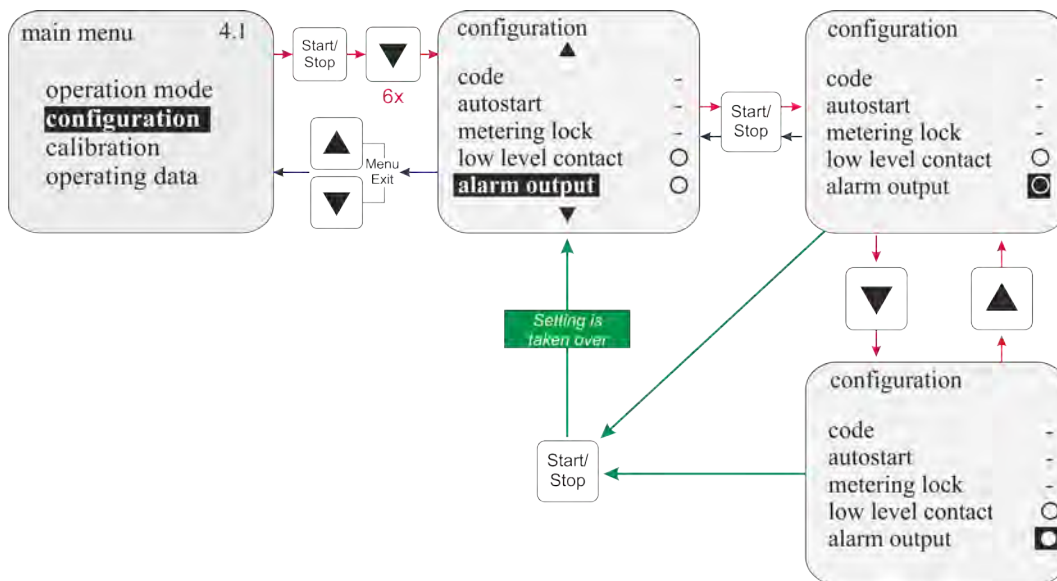 main menu 4.1
operation mode
configuration
calibration
operating data
Start/
Stop
6x
Menu
Exit
configuration
code -
autostart -
metering lock -
low level contact
alarm output
Start/
Stop
configuration
code -
autostart -
metering lock -
low level contact
alarm output
Setting is
taken over
Start/
Stop
configuration
code -
autostart -
metering lock -
low level contact
alarm output